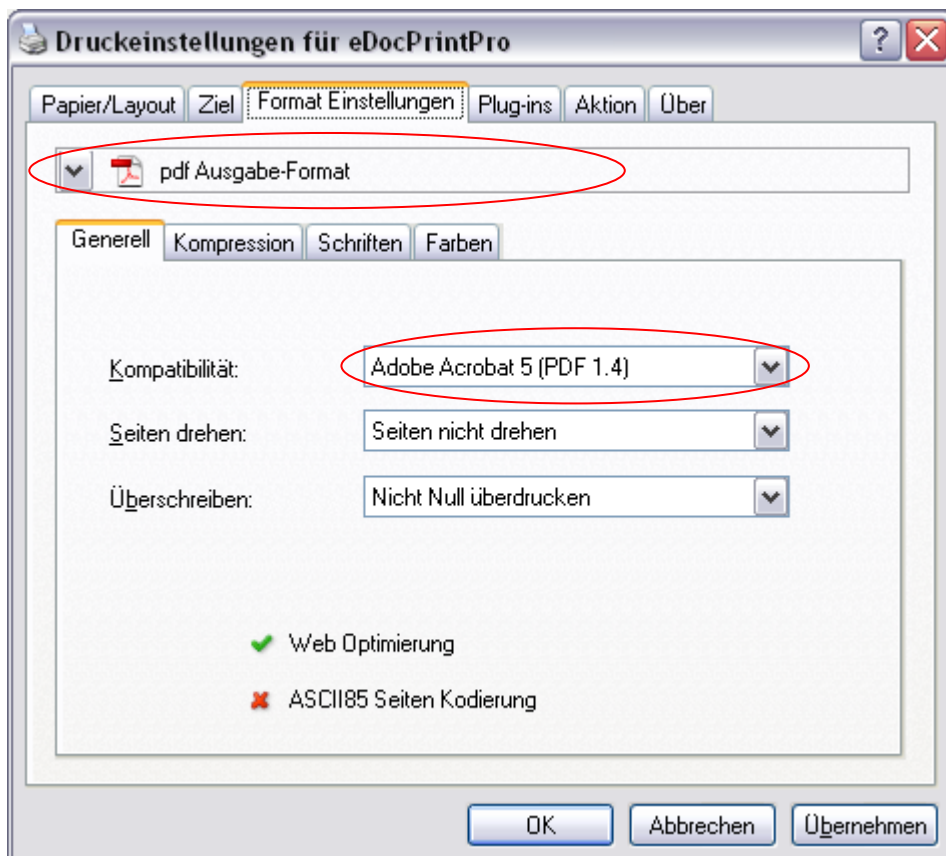 Druckeinstellungen für eDocPrintPro
Papier/Layout Ziel Format Einstellungen Plug-ins Aktion Über
pdf Ausgabe-Format
Generell Kompression Schriften Farben
Kompatibilität: Adobe Acrobat 5 (PDF 1.4)
Seiten drehen: Seiten nicht drehen
Überschreiben: Nicht Null überdrucken
Web Optimierung
ASCII85 Seiten Kodierung
OK Abbrechen Übernehmen